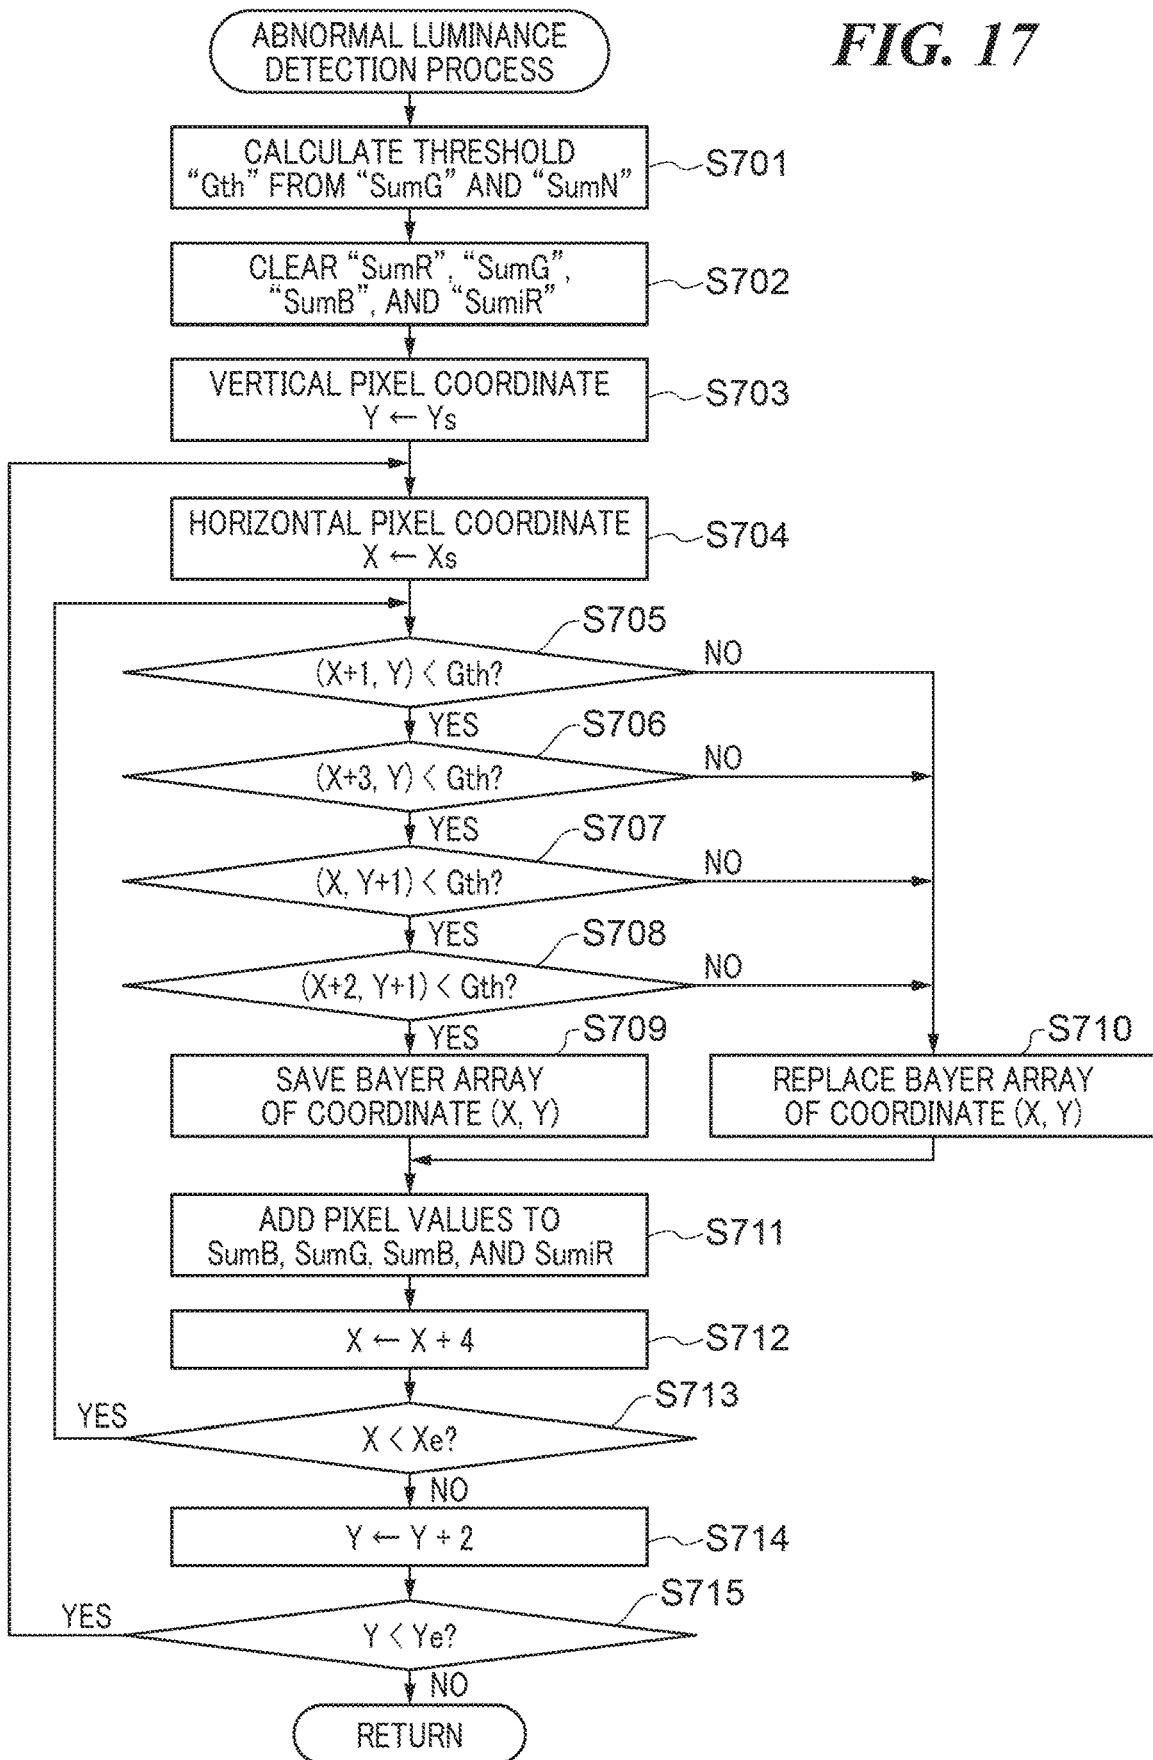 FIG. 17
ABNORMAL LUMINANCE
DETECTION PROCESS
CALCULATE THRESHOLD
“Gth” FROM “SumG” AND “SumN”
S701
CLEAR “SumR”, “SumG”,
“SumB”, AND “SumiR”
S702
VERTICAL PIXEL COORDINATE
Y ← Ys
S703
HORIZONTAL PIXEL COORDINATE
X ← Xs
S704
S705
(X+1, Y) < Gth?
NO
YES
S706
(X+3, Y) < Gth?
NO
YES
S707
(X, Y+1) < Gth?
NO
YES
S708
(X+2, Y+1) < Gth?
NO
YES
S709
SAVE BAYER ARRAY
OF COORDINATE (X, Y)
S710
REPLACE BAYER ARRAY
OF COORDINATE (X, Y)
ADD PIXEL VALUES TO
SumB, SumG, SumB, AND SumiR
S711
X ← X + 4
S712
S713
YES
X < Xe?
NO
Y ← Y + 2
S714
S715
YES
Y < Ye?
NO
RETURN